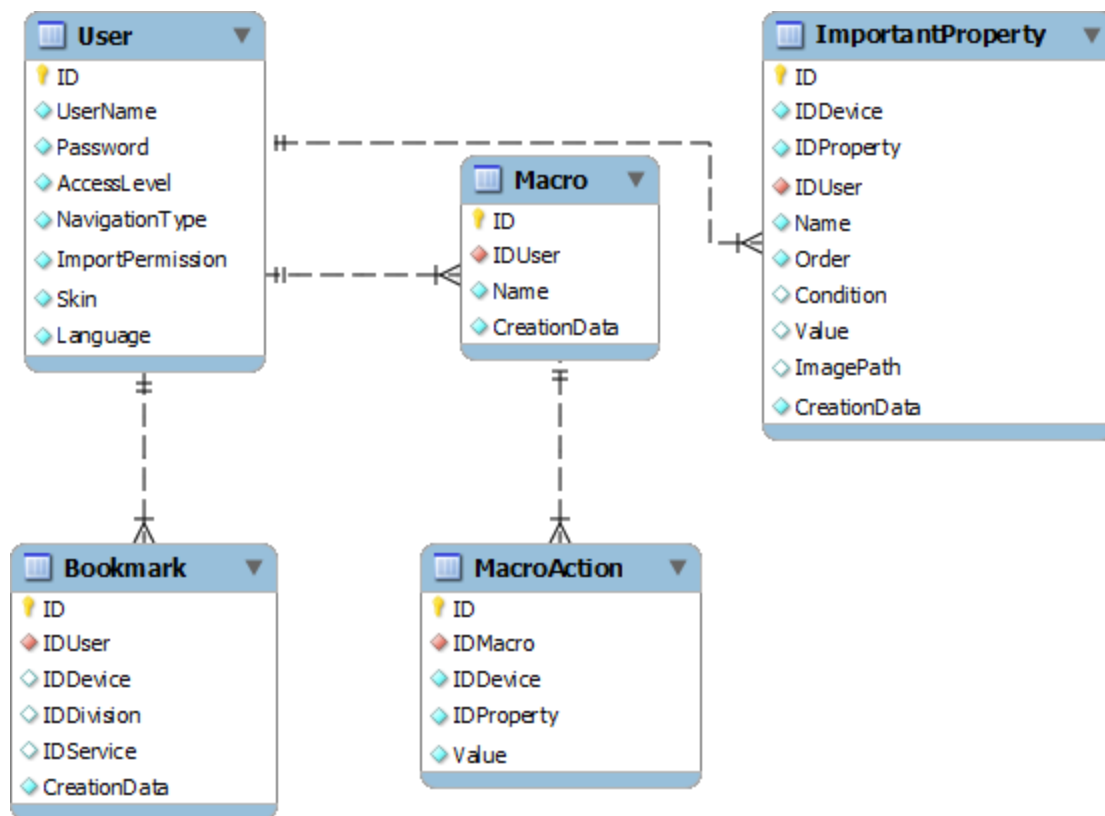 User
ID
UserName
Password
AccessLevel
NavigationType
ImportPermission
Skin
Language
Macro
ID
IDUser
Name
CreationData
ImportantProperty
ID
IDDevice
IDProperty
IDUser
Name
Order
Condition
Value
ImagePath
CreationData
Bookmark
ID
IDUser
IDDevice
IDDivision
IDService
CreationData
MacroAction
ID
IDMacro
IDDevice
IDProperty
Value